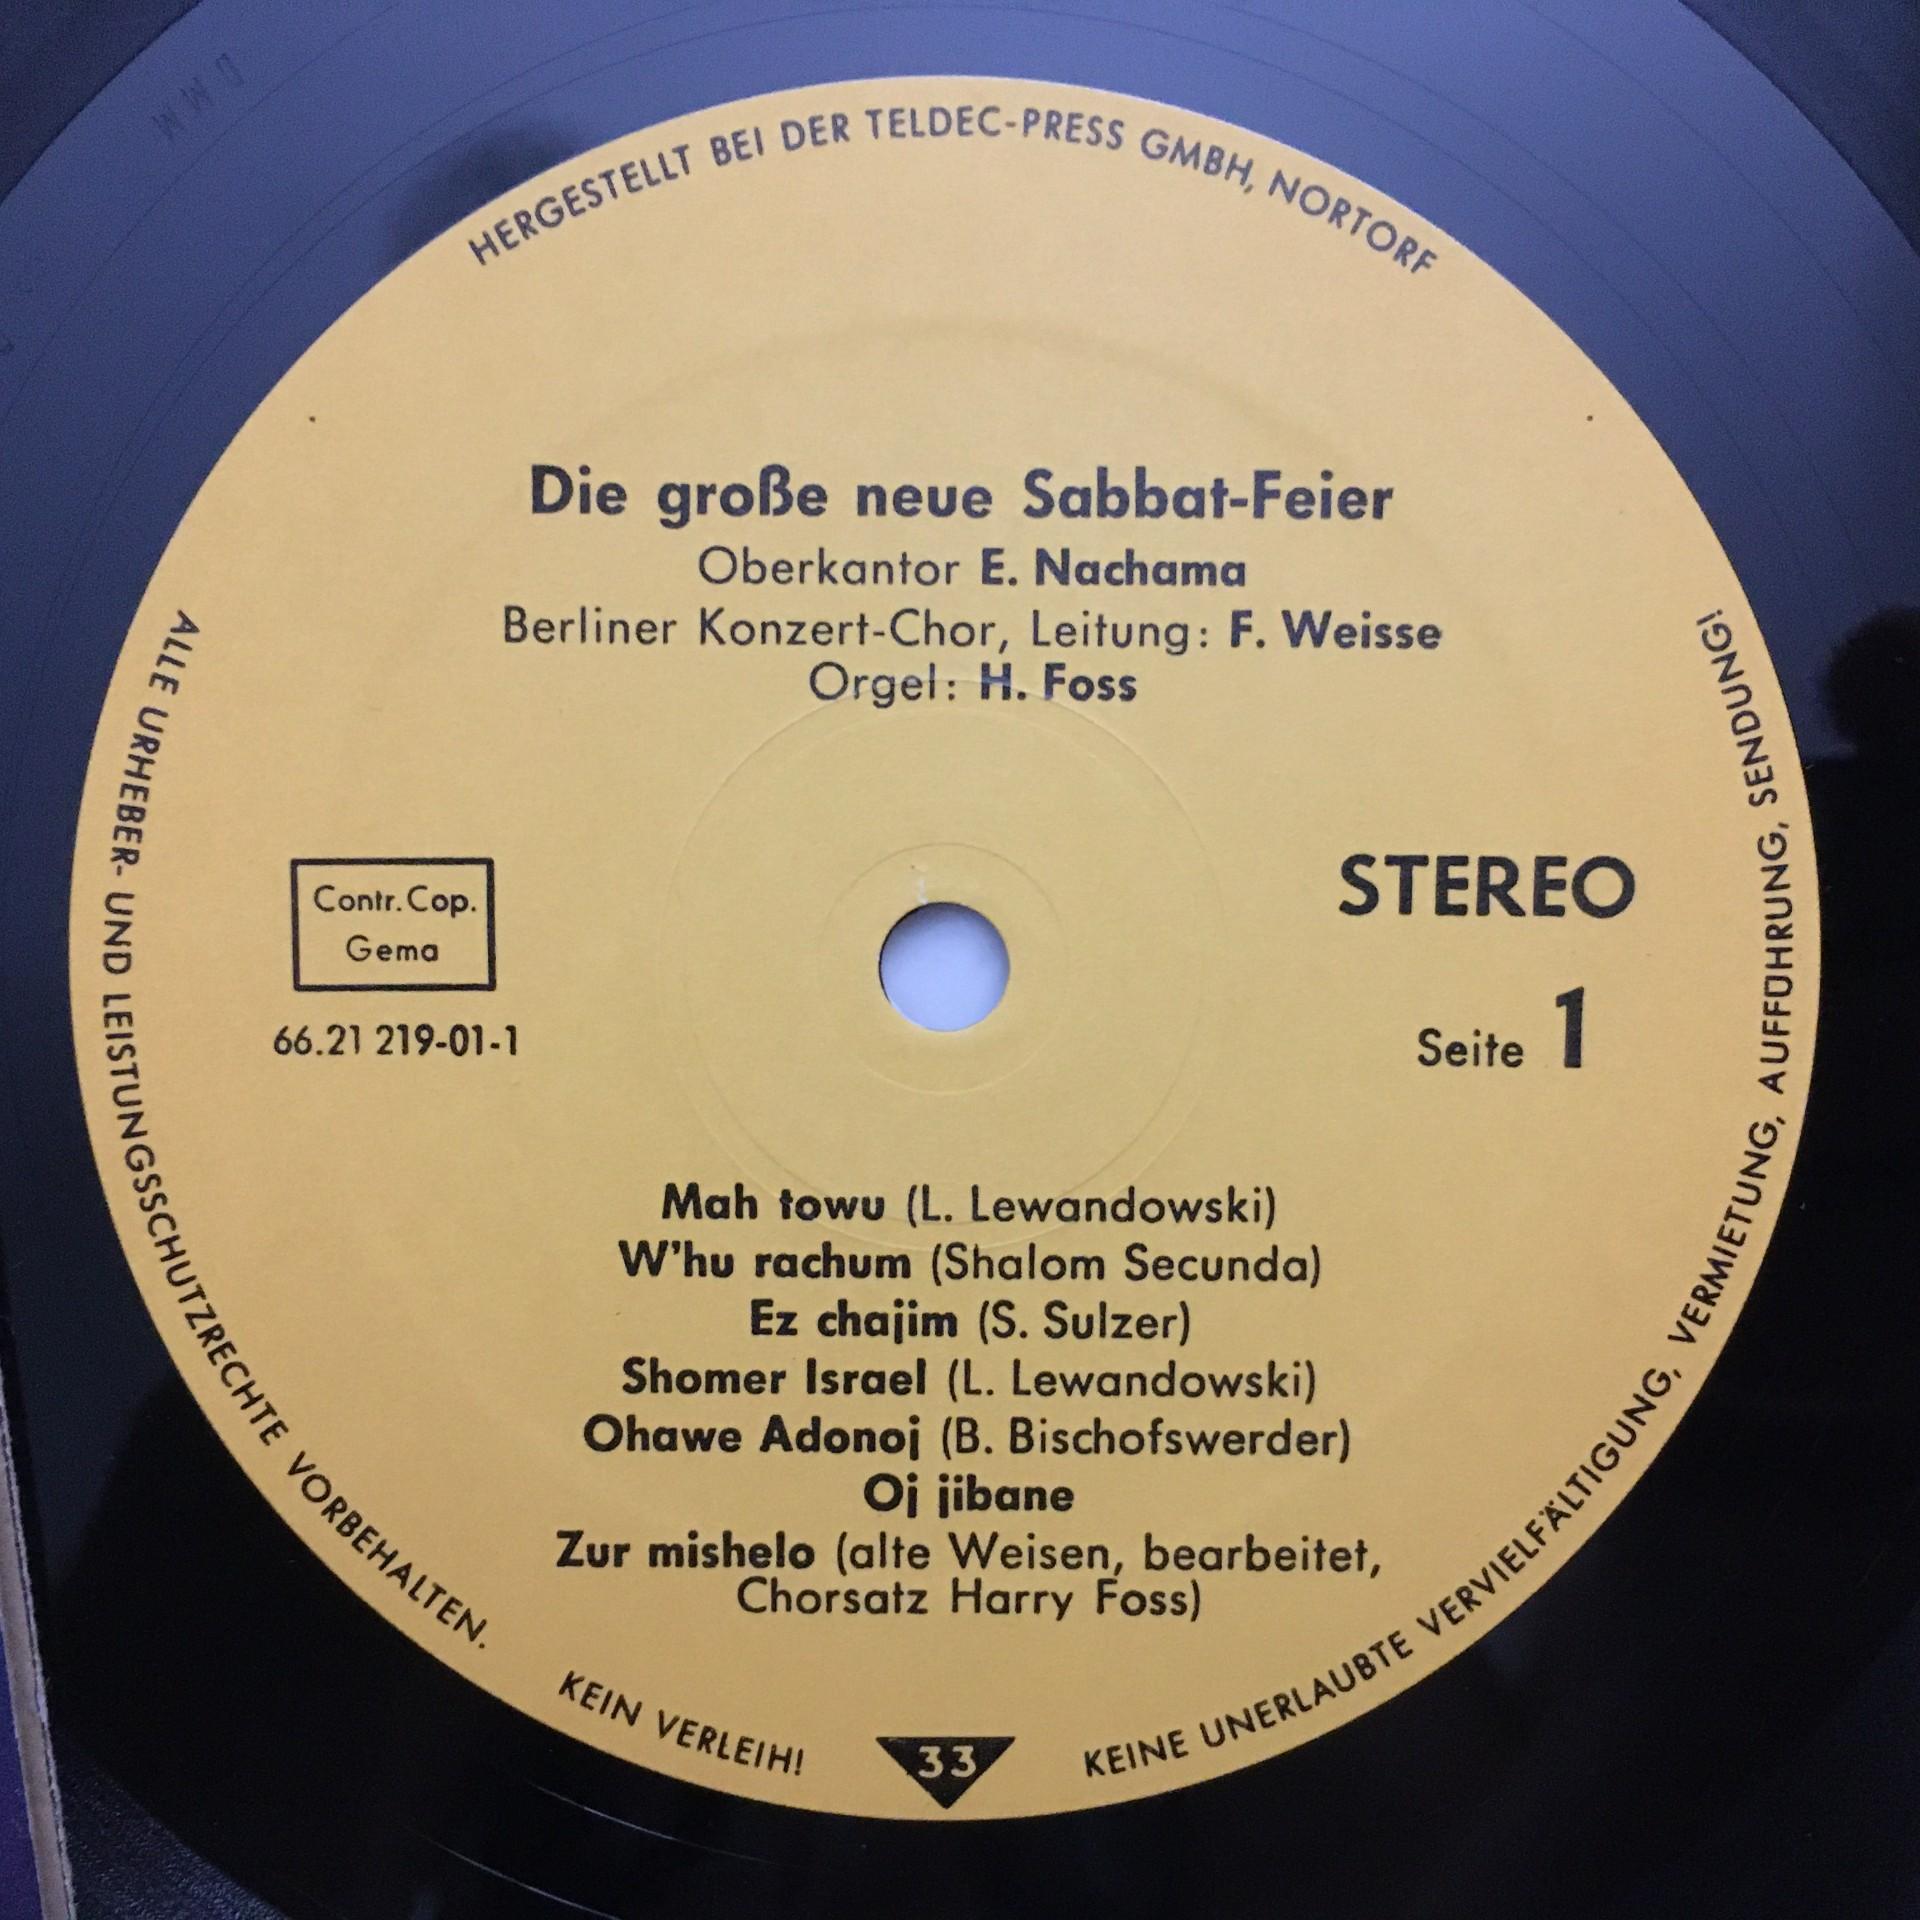 HERGESTELLT BEI DER TELDEC-PRESS GMBH, NORTORF
Die große neue Sabbat-Feier
Oberkantor E. Nachama
Berliner Konzert-Chor, Leitung: F. Weisse
Orgel: H. Foss
Contr. Cop.
Gema
66.21 219-01-1
STEREO
Seite 1
Mah towu (L. Lewandowski)
W'hu rachum (Shalom Secunda)
Ez chajim (S. Sulzer)
Shomer Israel (L. Lewandowski)
Ohawe Adonoj (B. Bischofswerder)
Oj jibane
Zur mishelo (alte Weisen, bearbeitet,
Chorsatz Harry Foss)
ALLE URHEBER- UND LEISTUNGSSCHUTZRECHTE VORBEHALTEN.
KEIN VERLEIH!
33
KEINE UNERLAUBTE VERVIELFÄLTIGUNG, VERMIETUNG, AUFFÜHRUNG, SENDUNG!
DMM